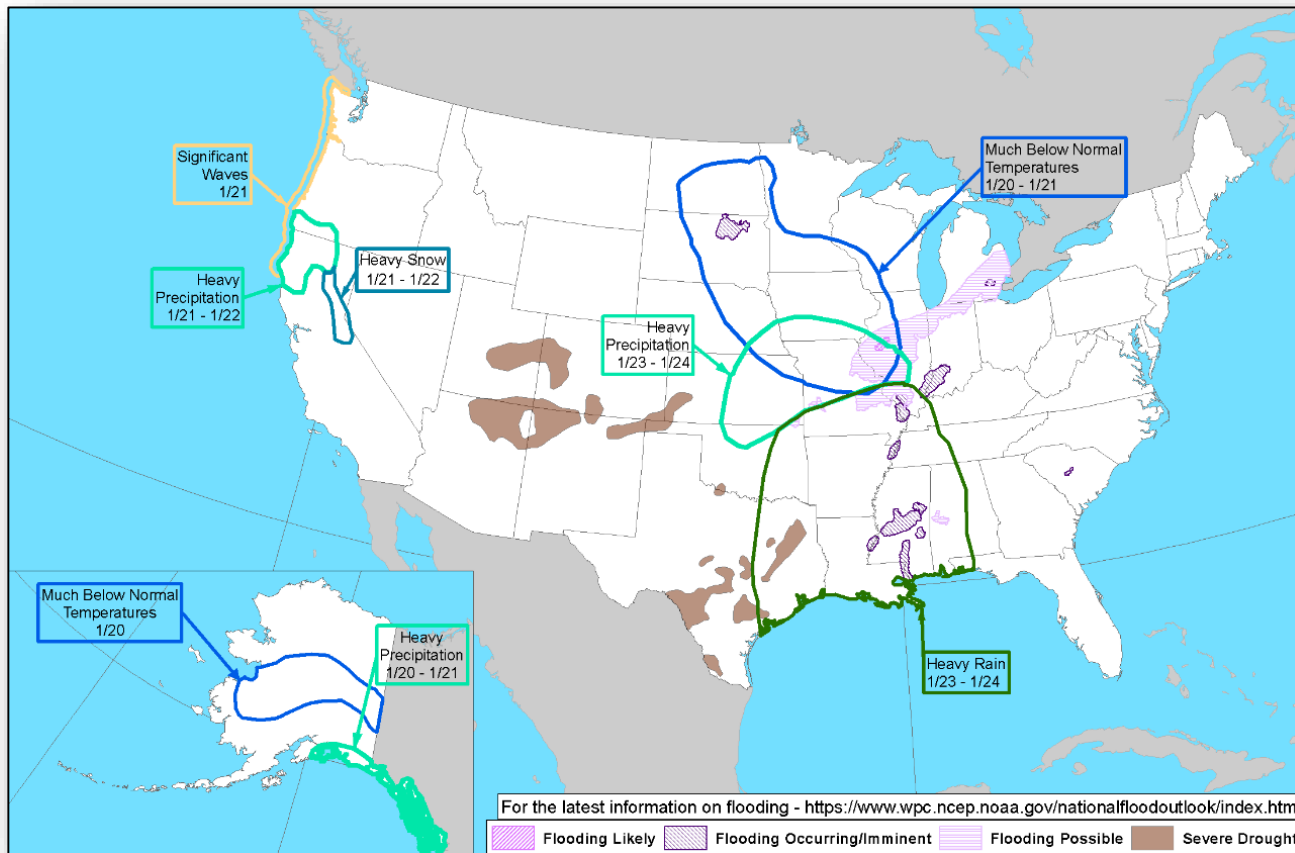 Significant
Waves
1/21
Heavy
Precipitation
1/21 - 1/22
Heavy Snow
1/21 - 1/22
Much Below Normal
Temperatures
1/20 - 1/21
Heavy
Precipitation
1/23 - 1/24
Much Below Normal
Temperatures
1/20
Heavy
Precipitation
1/20 - 1/21
Heavy Rain
1/23 - 1/24
For the latest information on flooding - https://www.wpc.ncep.noaa.gov/nationalfloodoutlook/index.htm
Flooding Likely
Flooding Occurring/Imminent
Flooding Possible
Severe Drought